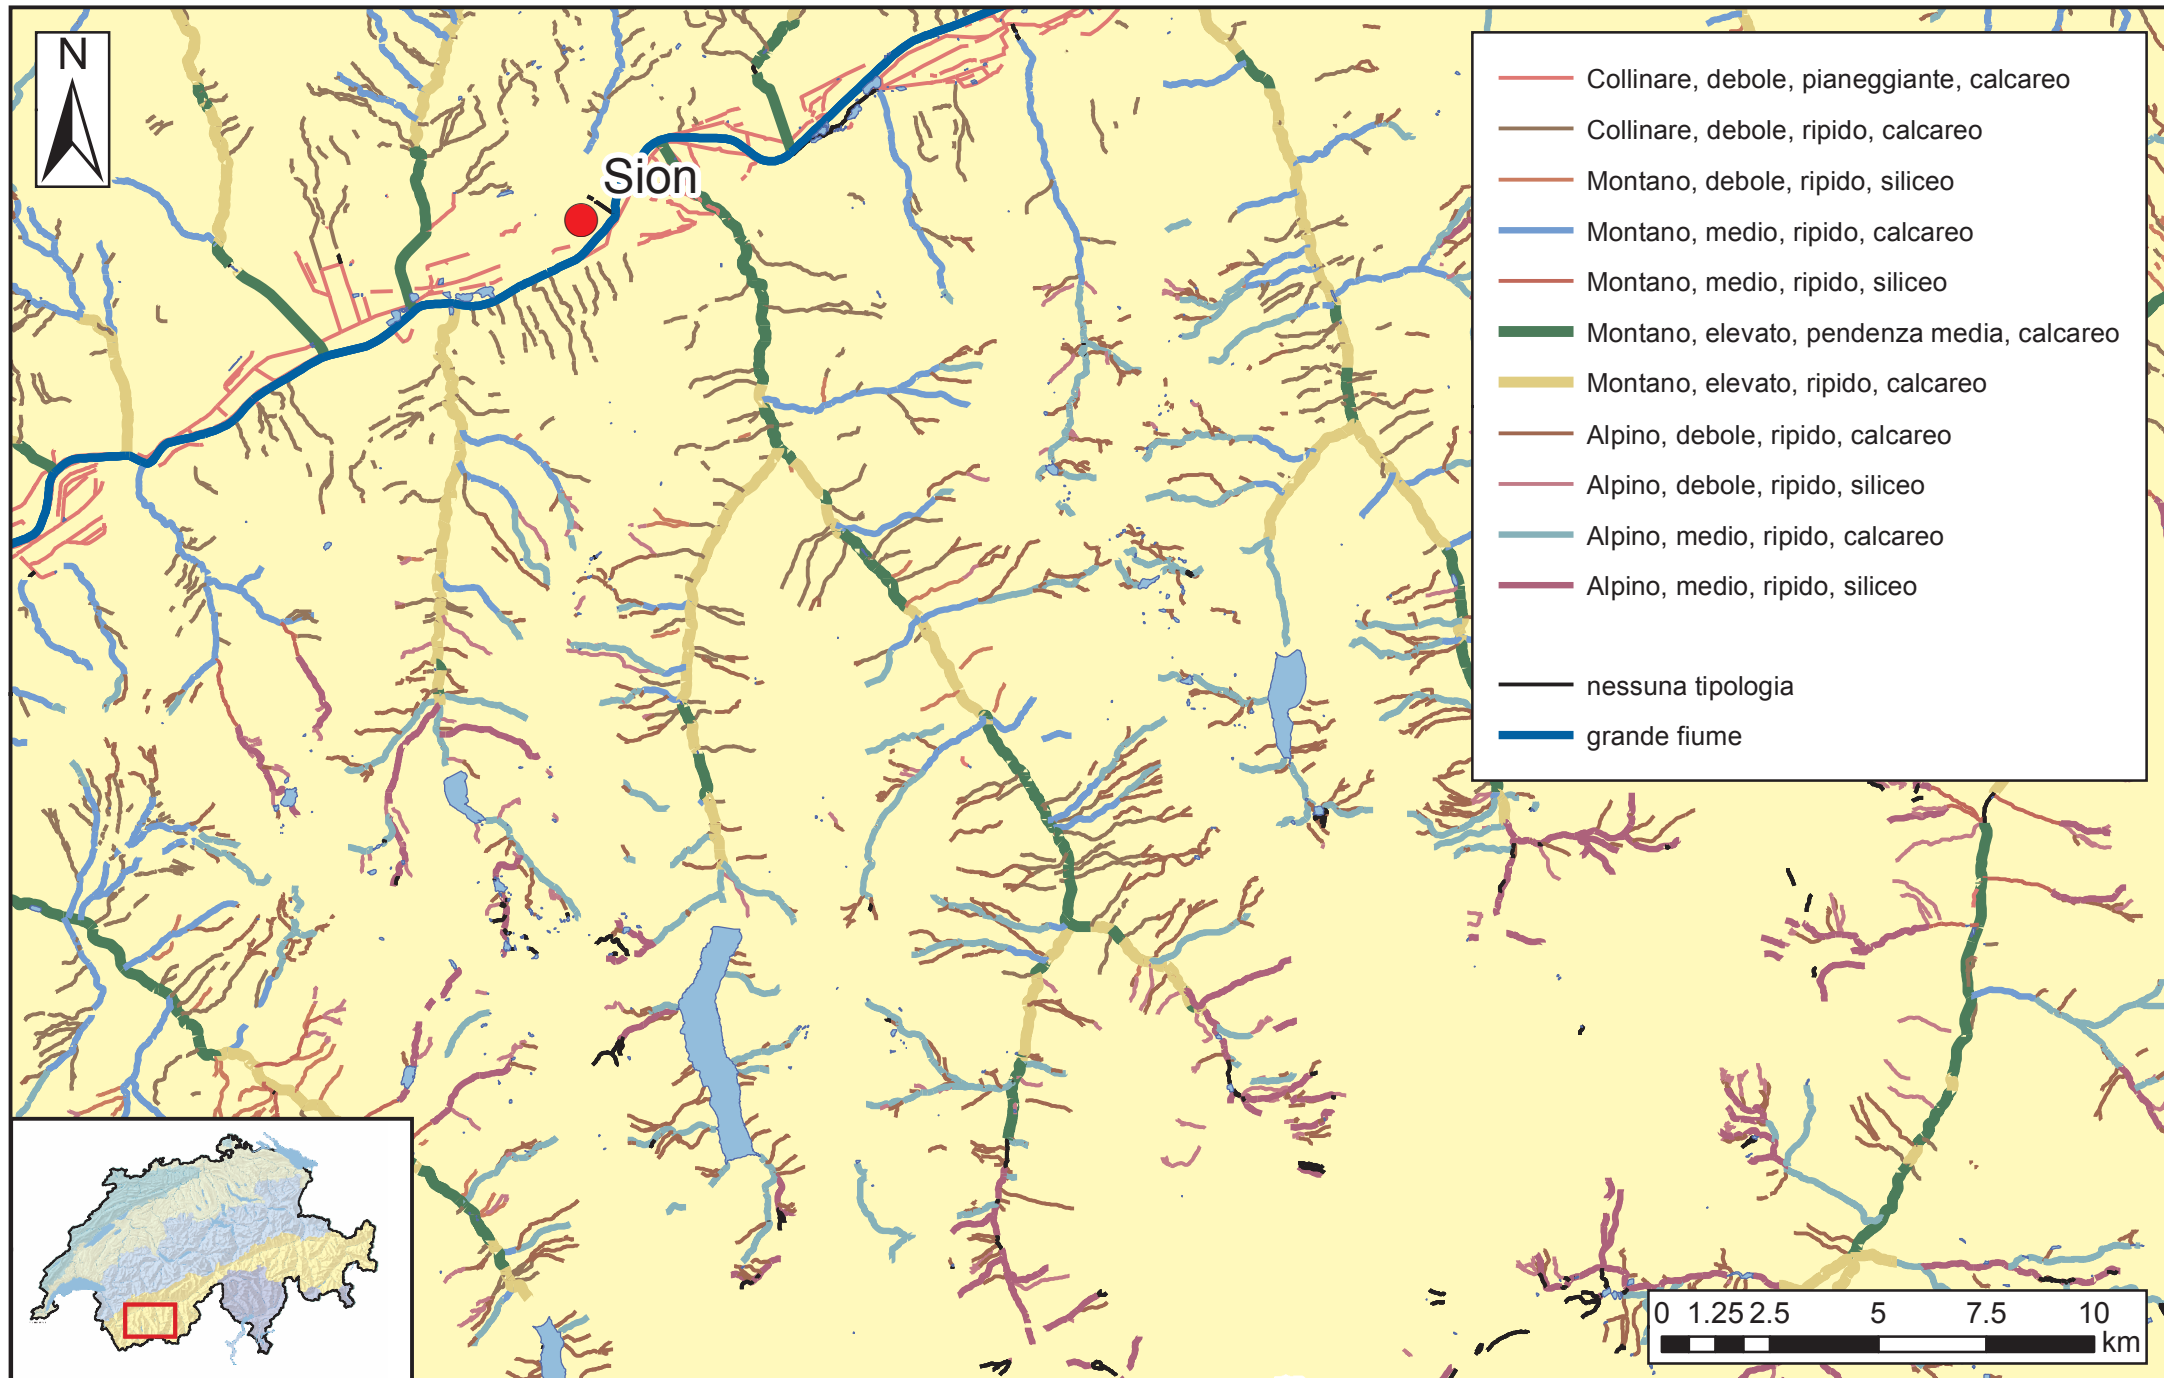 N
Sion
Collinare, debole, pianeggiante, calcareo
Collinare, debole, ripido, calcareo
Montano, debole, ripido, siliceo
Montano, medio, ripido, calcareo
Montano, medio, ripido, siliceo
Montano, elevato, pendenza media, calcareo
Montano, elevato, ripido, calcareo
Alpino, debole, ripido, calcareo
Alpino, debole, ripido, siliceo
Alpino, medio, ripido, calcareo
Alpino, medio, ripido, siliceo
nessuna tipologia
grande fiume
0 1.25 2.5 5 7.5 10
km